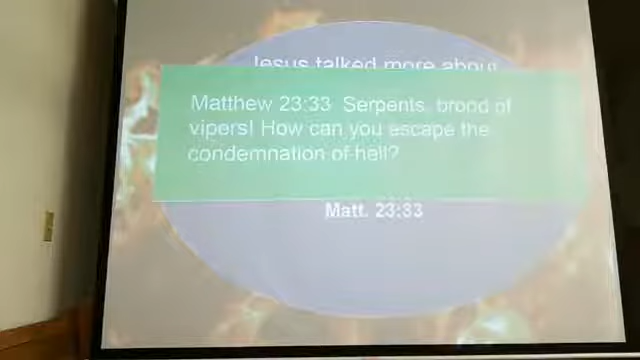 Jesus talked more about
Matthew 23:33 Serpents, brood of
vipers! How can you escape the
condemnation of hell?
Matt. 23:33